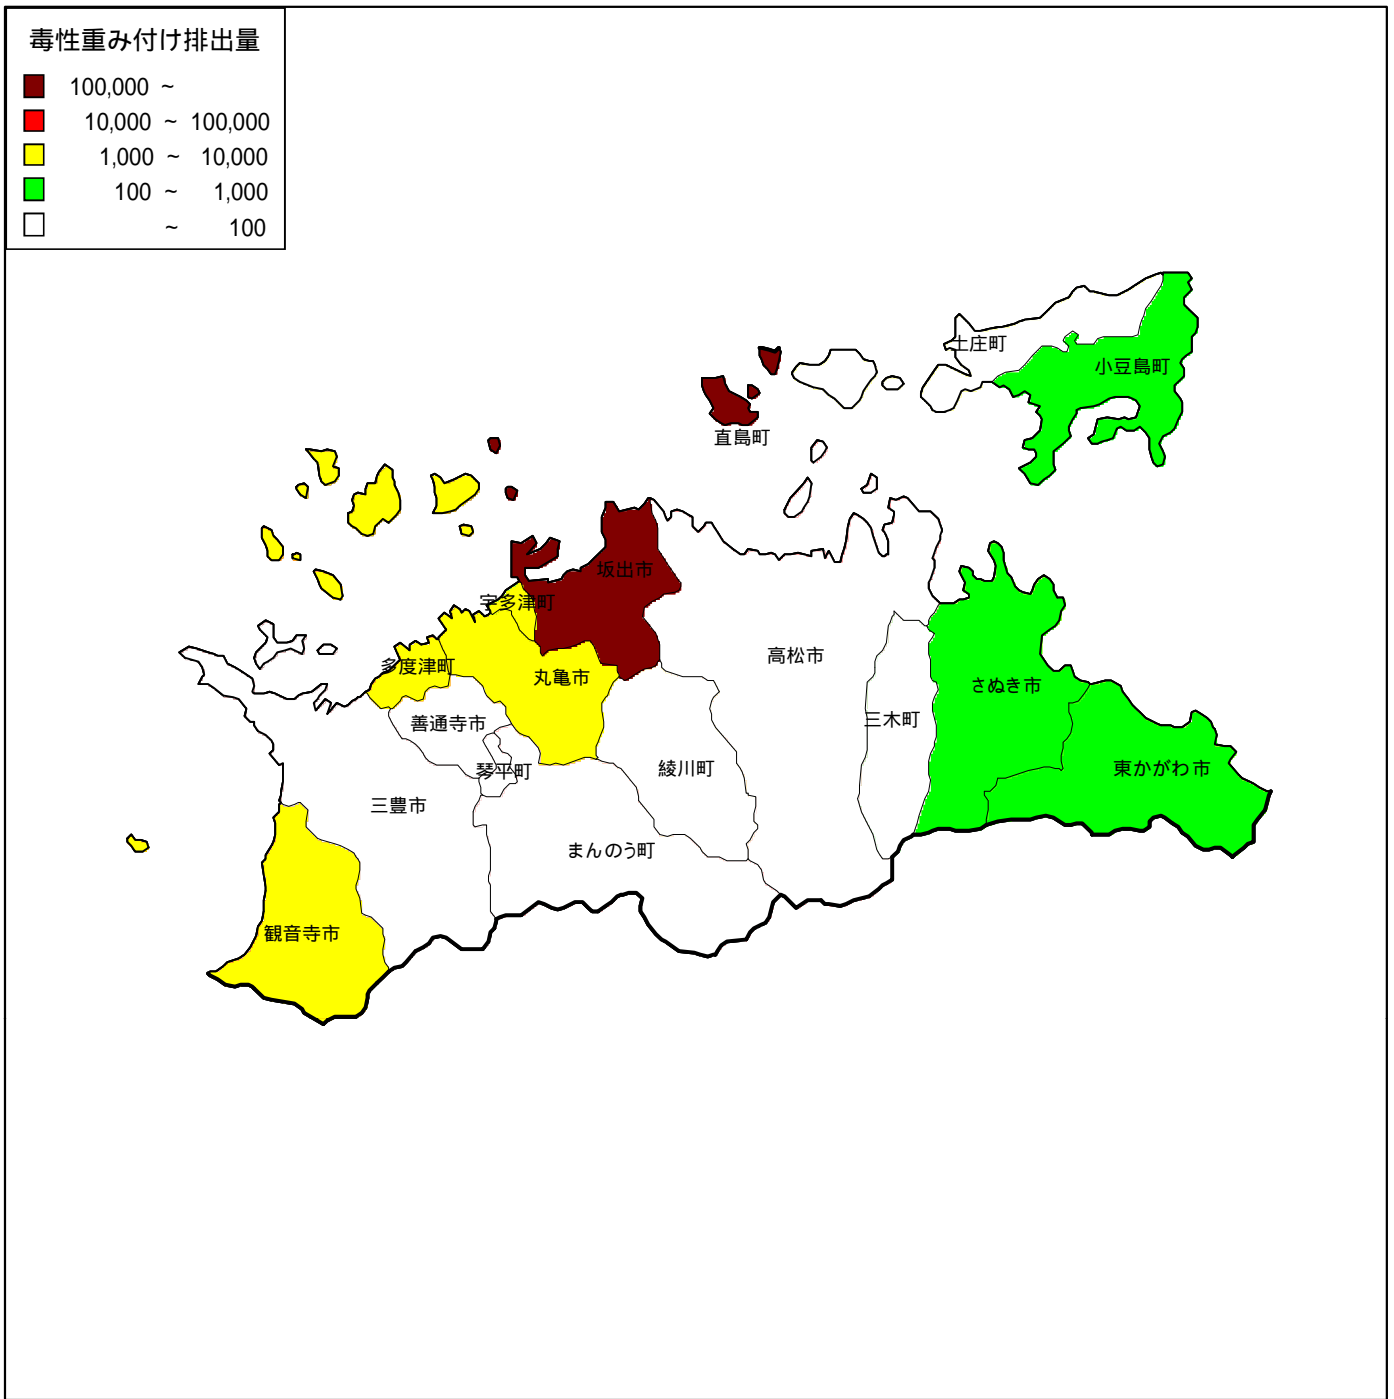 毒性重み付け排出量
100,000 ~
10,000 ~ 100,000
1,000 ~ 10,000
100 ~ 1,000
~ 100
土庄町
小豆島町
直島町
坂出市
宇多津町
高松市
多度津町
丸亀市
さぬき市
善通寺市
三木町
琴平町
綾川町
東かがわ市
三豊市
まんのう町
観音寺市